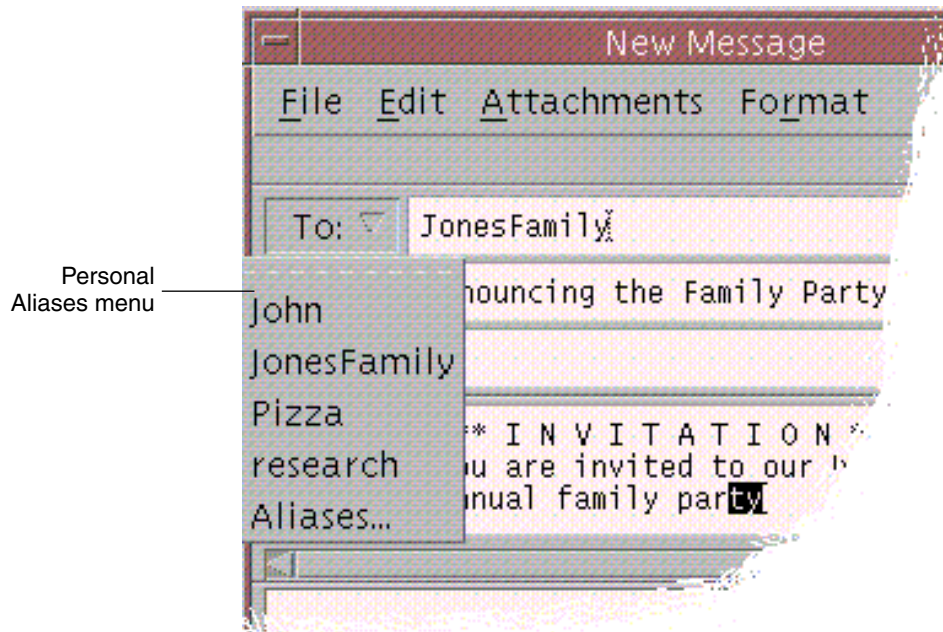 New Message
File Edit Attachments Format
To: JonesFamily
Personal
Aliases menu
John
JonesFamily
Pizza
research
Aliases...
nouncing the Family Party
** I N V I T A T I O N *
u are invited to our
nual family party